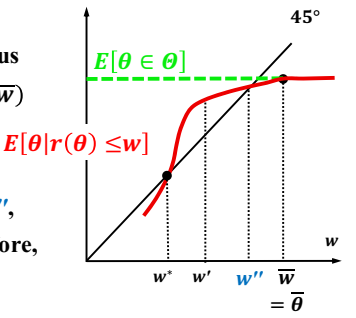 45°
us
E[θ ∈ Θ]
w̅)
E[θ|r(θ) ≤w]
",
ore,
w
w* w' w'' w̅
= θ̅